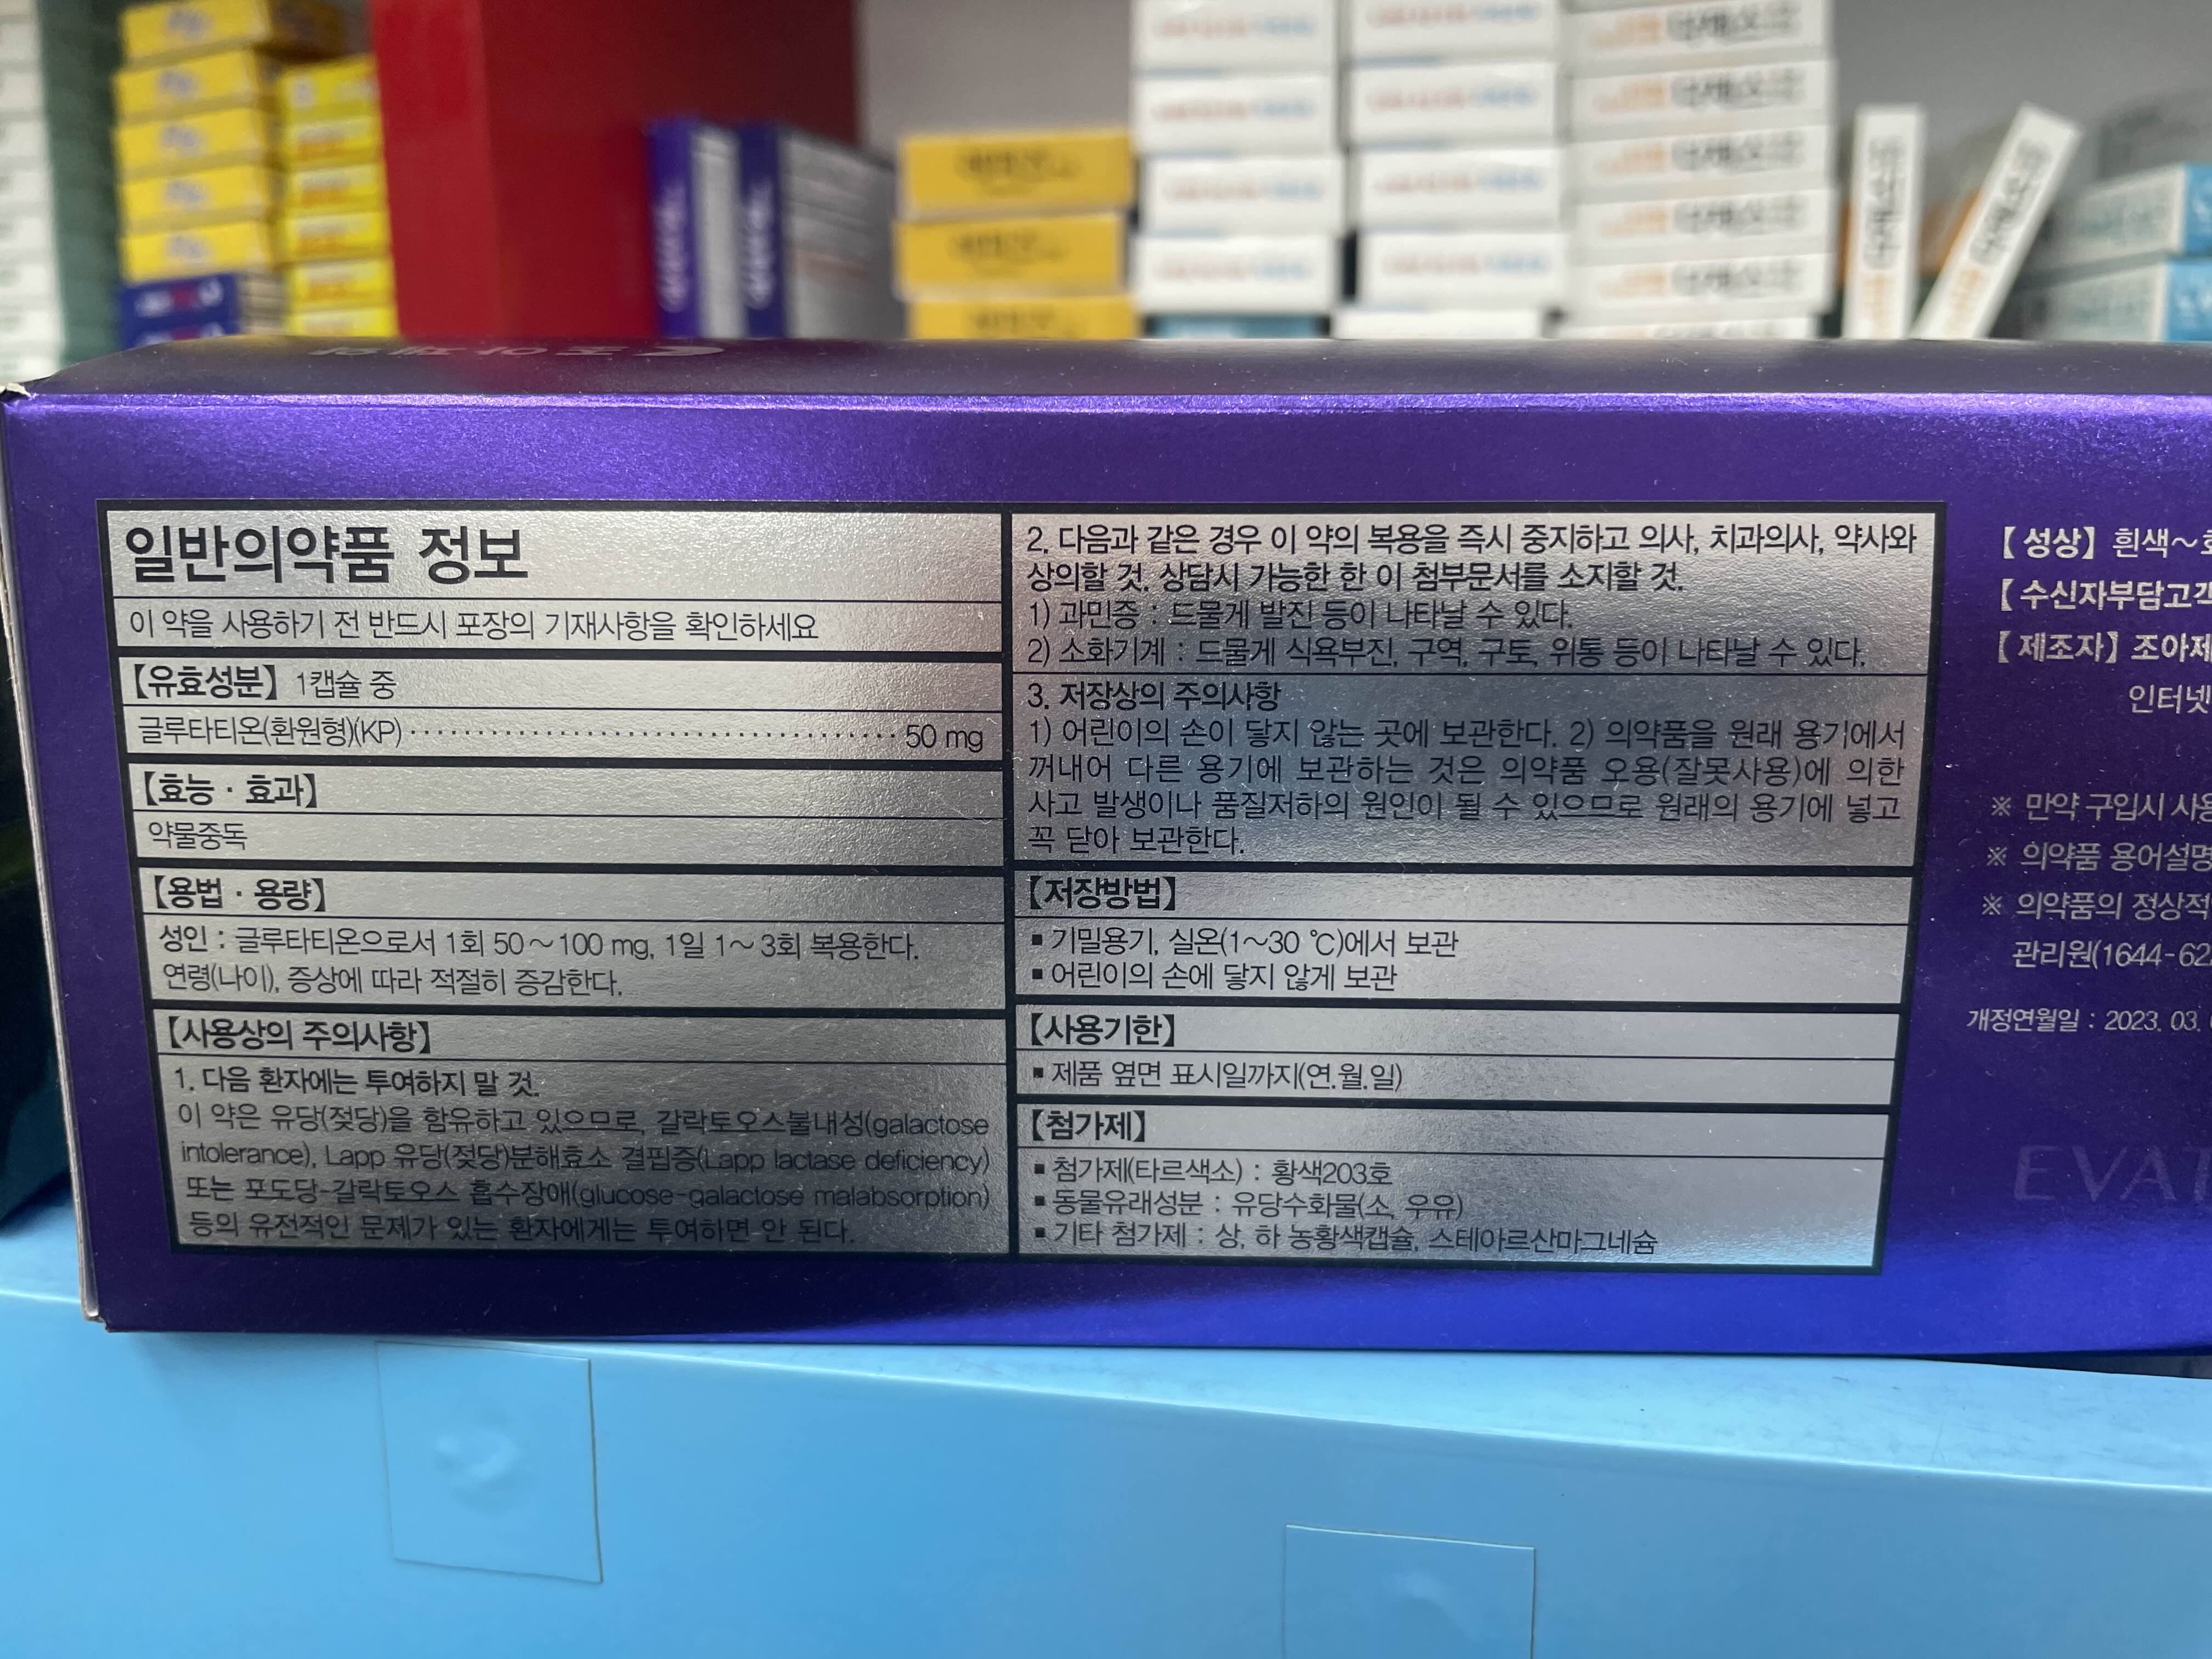 조아제약
일반의약품 정보
이 약을 사용하기 전 반드시 포장의 기재사항을 확인하세요
【유효성분】 1캡슐 중
글루타티온(환원형)(KP) ······································ 50 mg
【효능 · 효과】
약물중독
【용법 · 용량】
성인 : 글루타티온으로서 1회 50～100 mg, 1일 1～3회 복용한다.
연령(나이), 증상에 따라 적절히 증감한다.
【사용상의 주의사항】
1. 다음 환자에는 투여하지 말 것.
이 약은 유당(젖당)을 함유하고 있으므로, 갈락토오스불내성(galactose
intolerance), Lapp 유당(젖당)분해효소 결핍증(Lapp lactase deficiency)
또는 포도당-갈락토오스 흡수장애(glucose-galactose malabsorption)
등의 유전적인 문제가 있는 환자에게는 투여하면 안 된다.
2. 다음과 같은 경우 이 약의 복용을 즉시 중지하고 의사, 치과의사, 약사와
상의할 것. 상담시 가능한 한 이 첨부문서를 소지할 것.
1) 과민증 : 드물게 발진 등이 나타날 수 있다.
2) 소화기계 : 드물게 식욕부진, 구역, 구토, 위통 등이 나타날 수 있다.
3. 저장상의 주의사항
1) 어린이의 손이 닿지 않는 곳에 보관한다. 2) 의약품을 원래 용기에서
꺼내어 다른 용기에 보관하는 것은 의약품 오용(잘못사용)에 의한
사고 발생이나 품질저하의 원인이 될 수 있으므로 원래의 용기에 넣고
꼭 닫아 보관한다.
【저장방법】
▪ 기밀용기, 실온(1～30 ℃)에서 보관
▪ 어린이의 손에 닿지 않게 보관
【사용기한】
▪ 제품 옆면 표시일까지(연.월.일)
【첨가제】
▪ 첨가제(타르색소) : 황색203호
▪ 동물유래성분 : 유당수화물(소, 우유)
▪ 기타 첨가제 : 상, 하 농황색캡슐, 스테아르산마그네슘
【 성상】 흰색～
【 수신자부담고객
【 제조자】 조아제
인터넷
※ 만약 구입시 사용
※ 의약품 용어설명
※ 의약품의 정상적
관리원(1644-62
개정연월일 : 2023. 03.
EVA